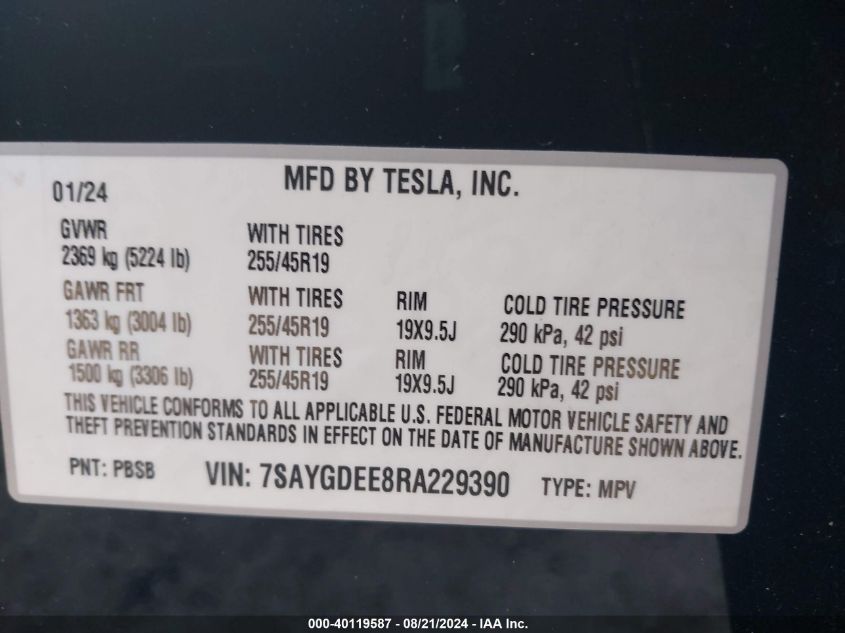 01/24 MFD BY TESLA, INC.
GVWR WITH TIRES
2369 kg (5224 lb) 255/45R19
GAWR FRT WITH TIRES RIM COLD TIRE PRESSURE
1363 kg (3004 lb) 255/45R19 19X9.5J 290 kPa, 42 psi
GAWR RR WITH TIRES RIM COLD TIRE PRESSURE
1500 kg (3306 lb) 255/45R19 19X9.5J 290 kPa, 42 psi
THIS VEHICLE CONFORMS TO ALL APPLICABLE U.S. FEDERAL MOTOR VEHICLE SAFETY AND
THEFT PREVENTION STANDARDS IN EFFECT ON THE DATE OF MANUFACTURE SHOWN ABOVE.
PNT: PBSB VIN: 7SAYGDEE8RA229390 TYPE: MPV
000-40119587 - 08/21/2024 - IAA Inc.